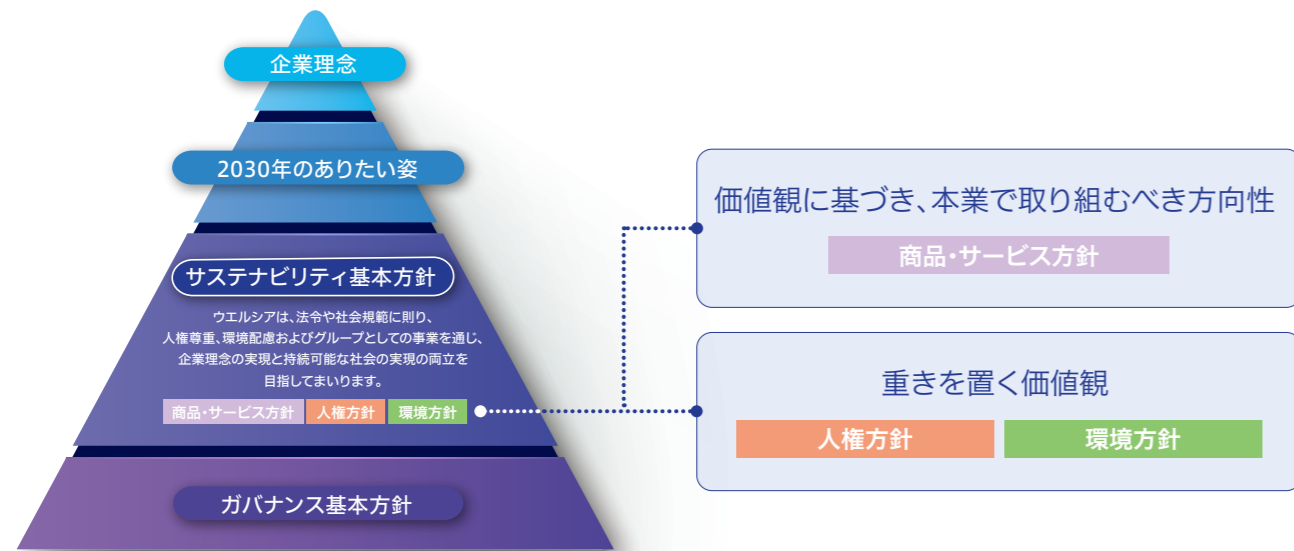 企業理念
2030年のありたい姿
サステナビリティ基本方針
ウエルシアは、法令や社会規範に則り、
人権尊重、環境配慮およびグループとしての事業を通じ、
企業理念の実現と持続可能な社会の実現の両立を
目指してまいります。
商品・サービス方針 人権方針 環境方針
ガバナンス基本方針
価値観に基づき、本業で取り組むべき方向性
商品・サービス方針
重きを置く価値観
人権方針 環境方針